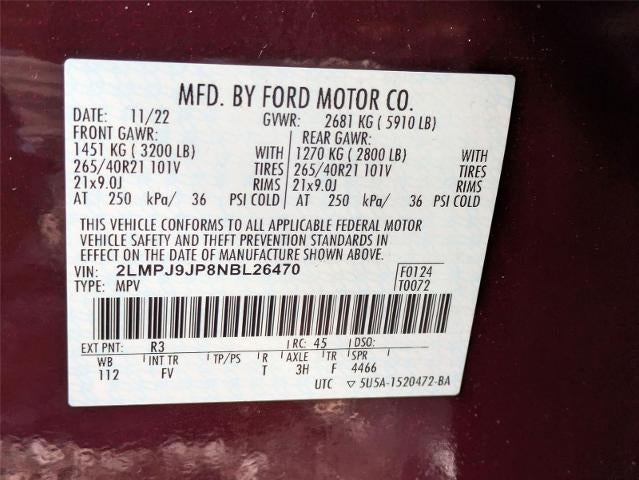 MFD. BY FORD MOTOR CO.
DATE: 11/22 GVWR: 2681 KG ( 5910 LB)
FRONT GAWR: REAR GAWR:
1451 KG ( 3200 LB) WITH 1270 KG ( 2800 LB) WITH
265/40R21 101V TIRES 265/40R21 101V TIRES
21x9.0J RIMS 21x9.0J RIMS
AT 250 kPa/ 36 PSI COLD AT 250 kPa/ 36 PSI COLD
THIS VEHICLE CONFORMS TO ALL APPLICABLE FEDERAL MOTOR
VEHICLE SAFETY AND THEFT PREVENTION STANDARDS IN
EFFECT ON THE DATE OF MANUFACTURE SHOWN ABOVE.
VIN: 2LMPJ9JP8NBL26470 F0124
TYPE: MPV T0072
EXT PNT: R3 RC: 45 DSO:
WB INT TR TP/PS R AXLE TR SPR
112 FV T 3H F 4466
UTC 5U5A-1520472-BA